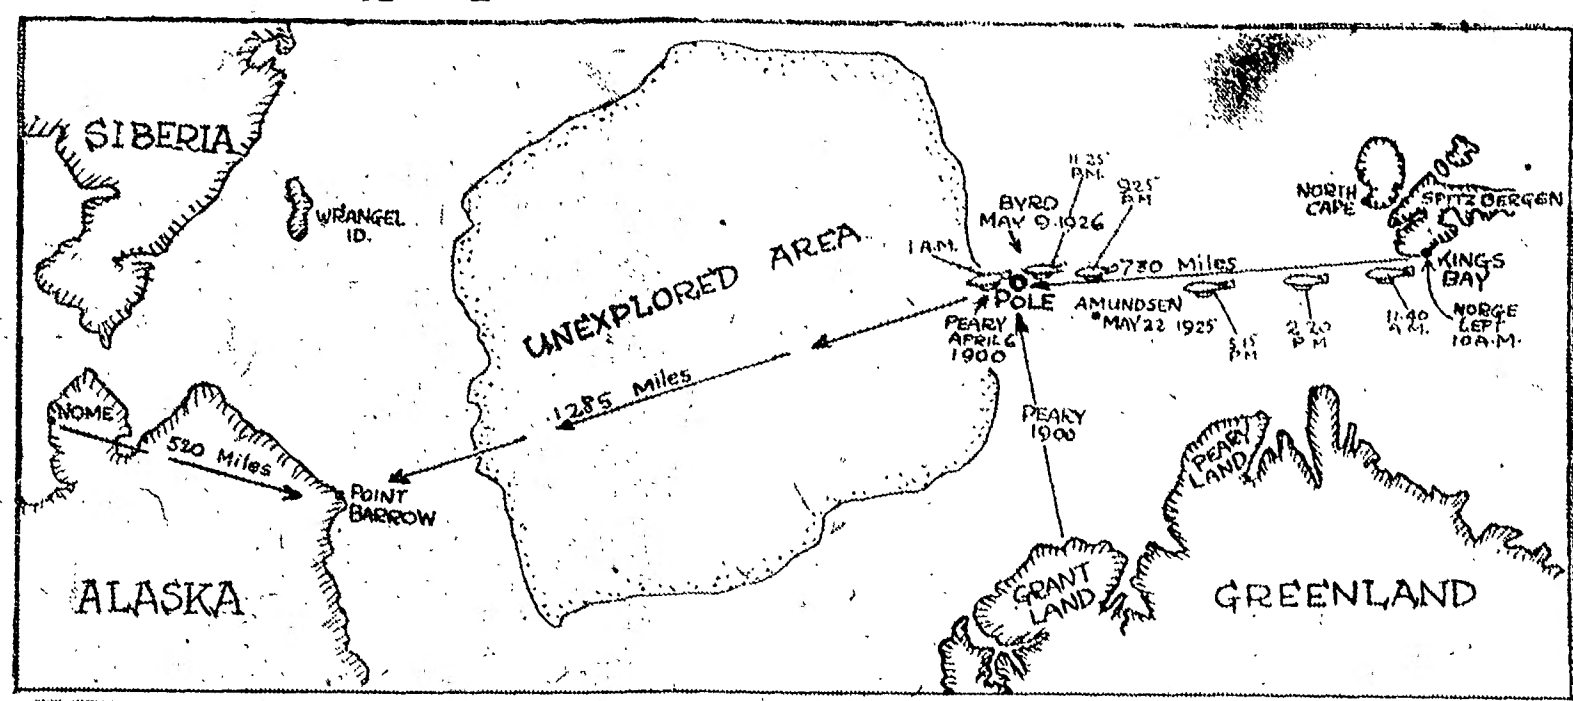 SIBERIA
WRANGEL
ID.
UNEXPLORED AREA
1 A.M.
BYRD
MAY 9.1926
11.25
P.M.
9.25
P.M
NORTH
CAPE
SPITZBERGEN
KINGS
BAY
780 Miles
POLE
AMUNDSEN
MAY 22 1925
5.15
P M
2.20
P M
11.40
A.M.
NORGE
LEFT
10 A.M.
PEARY
APRIL 6
1900
1285 Miles
PEARY
1900
NOME
520 Miles
POINT
BARROW
PEARY
LAND
ALASKA
GRANT
LAND
GREENLAND